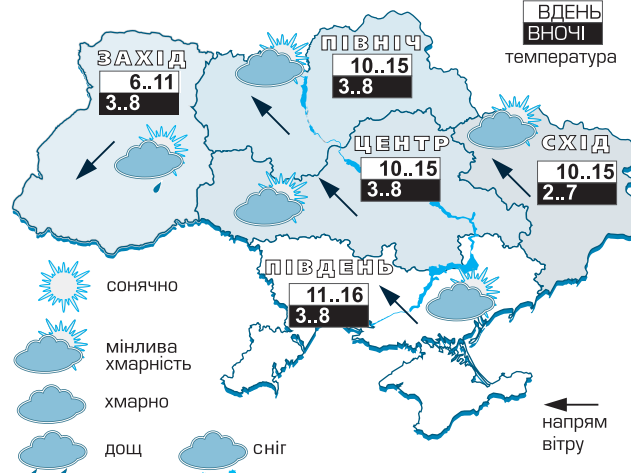 ВДЕНЬ
ВНОЧІ
температура
ЗАХІД
6..11
3..8
ПІВНІЧ
10..15
3..8
ЦЕНТР
10..15
3..8
СХІД
10..15
2..7
ПІВДЕНЬ
11..16
3..8
сонячно
мінлива
хмарність
хмарно
дощ
сніг
напрям
вітру